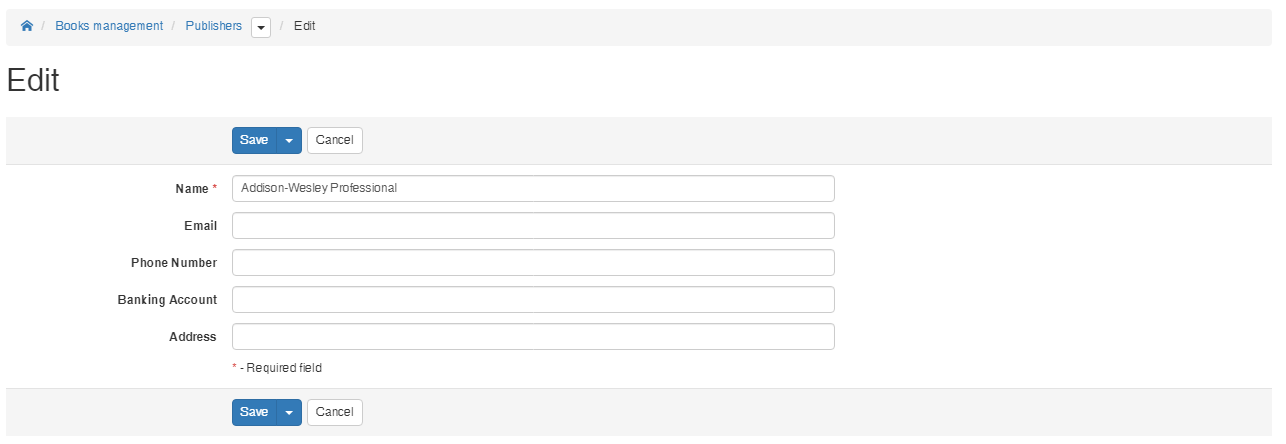 / Books management / Publishers / Edit
Edit
Save Cancel
Name * Addison-Wesley Professional
Email
Phone Number
Banking Account
Address
* - Required field
Save Cancel